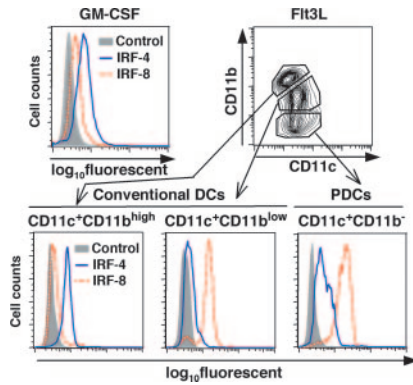 GM-CSF
Flt3L
Control
IRF-4
IRF-8
Cell counts
log10fluorescent
CD11b
CD11c
Conventional DCs
PDCs
CD11c+CD11bhigh
CD11c+CD11blow
CD11c+CD11b-
Control
IRF-4
IRF-8
Cell counts
log10fluorescent